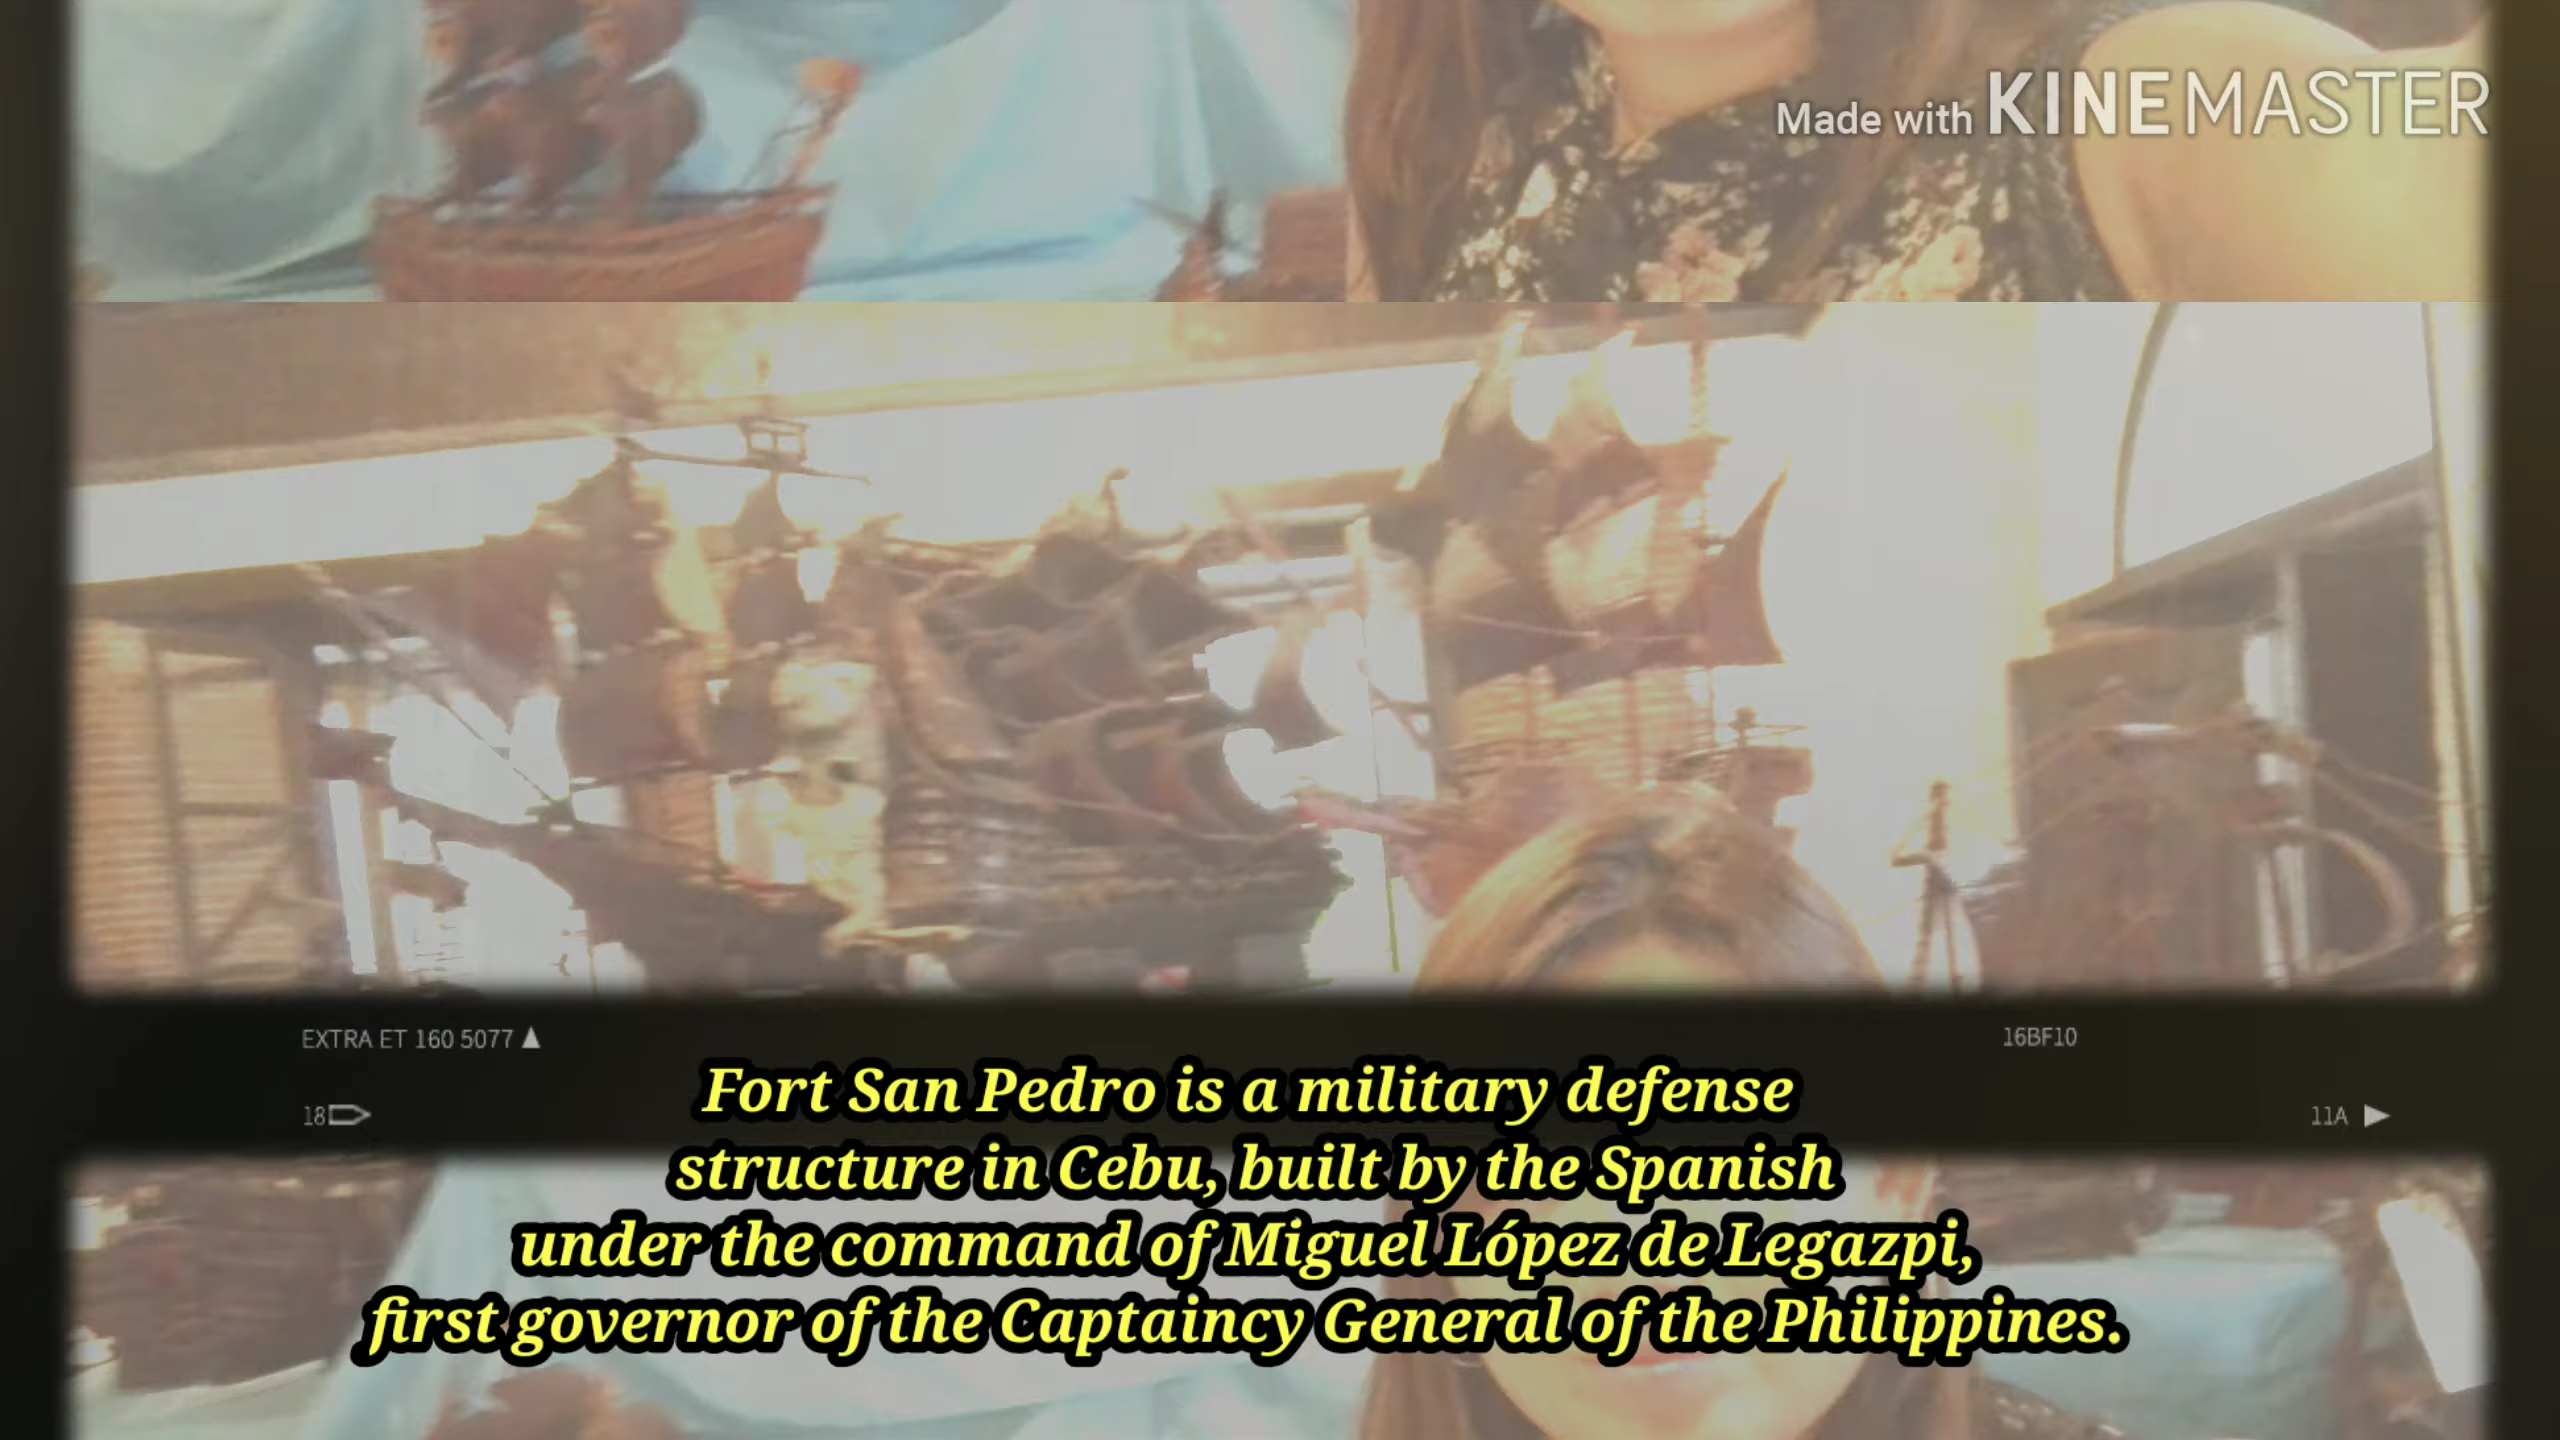 Made with KINEMASTER
EXTRA ET 160 5077
16BF10
18
11A
Fort San Pedro is a military defense
structure in Cebu, built by the Spanish
under the command of Miguel López de Legazpi,
first governor of the Captaincy General of the Philippines.